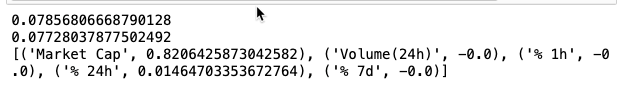 0.07856806668790128
0.07728037877502492
[('Market Cap', 0.8206425873042582), ('Volume(24h)', -0.0), ('% 1h', -0
.0), ('% 24h', 0.01464703353672764), ('% 7d', -0.0)]